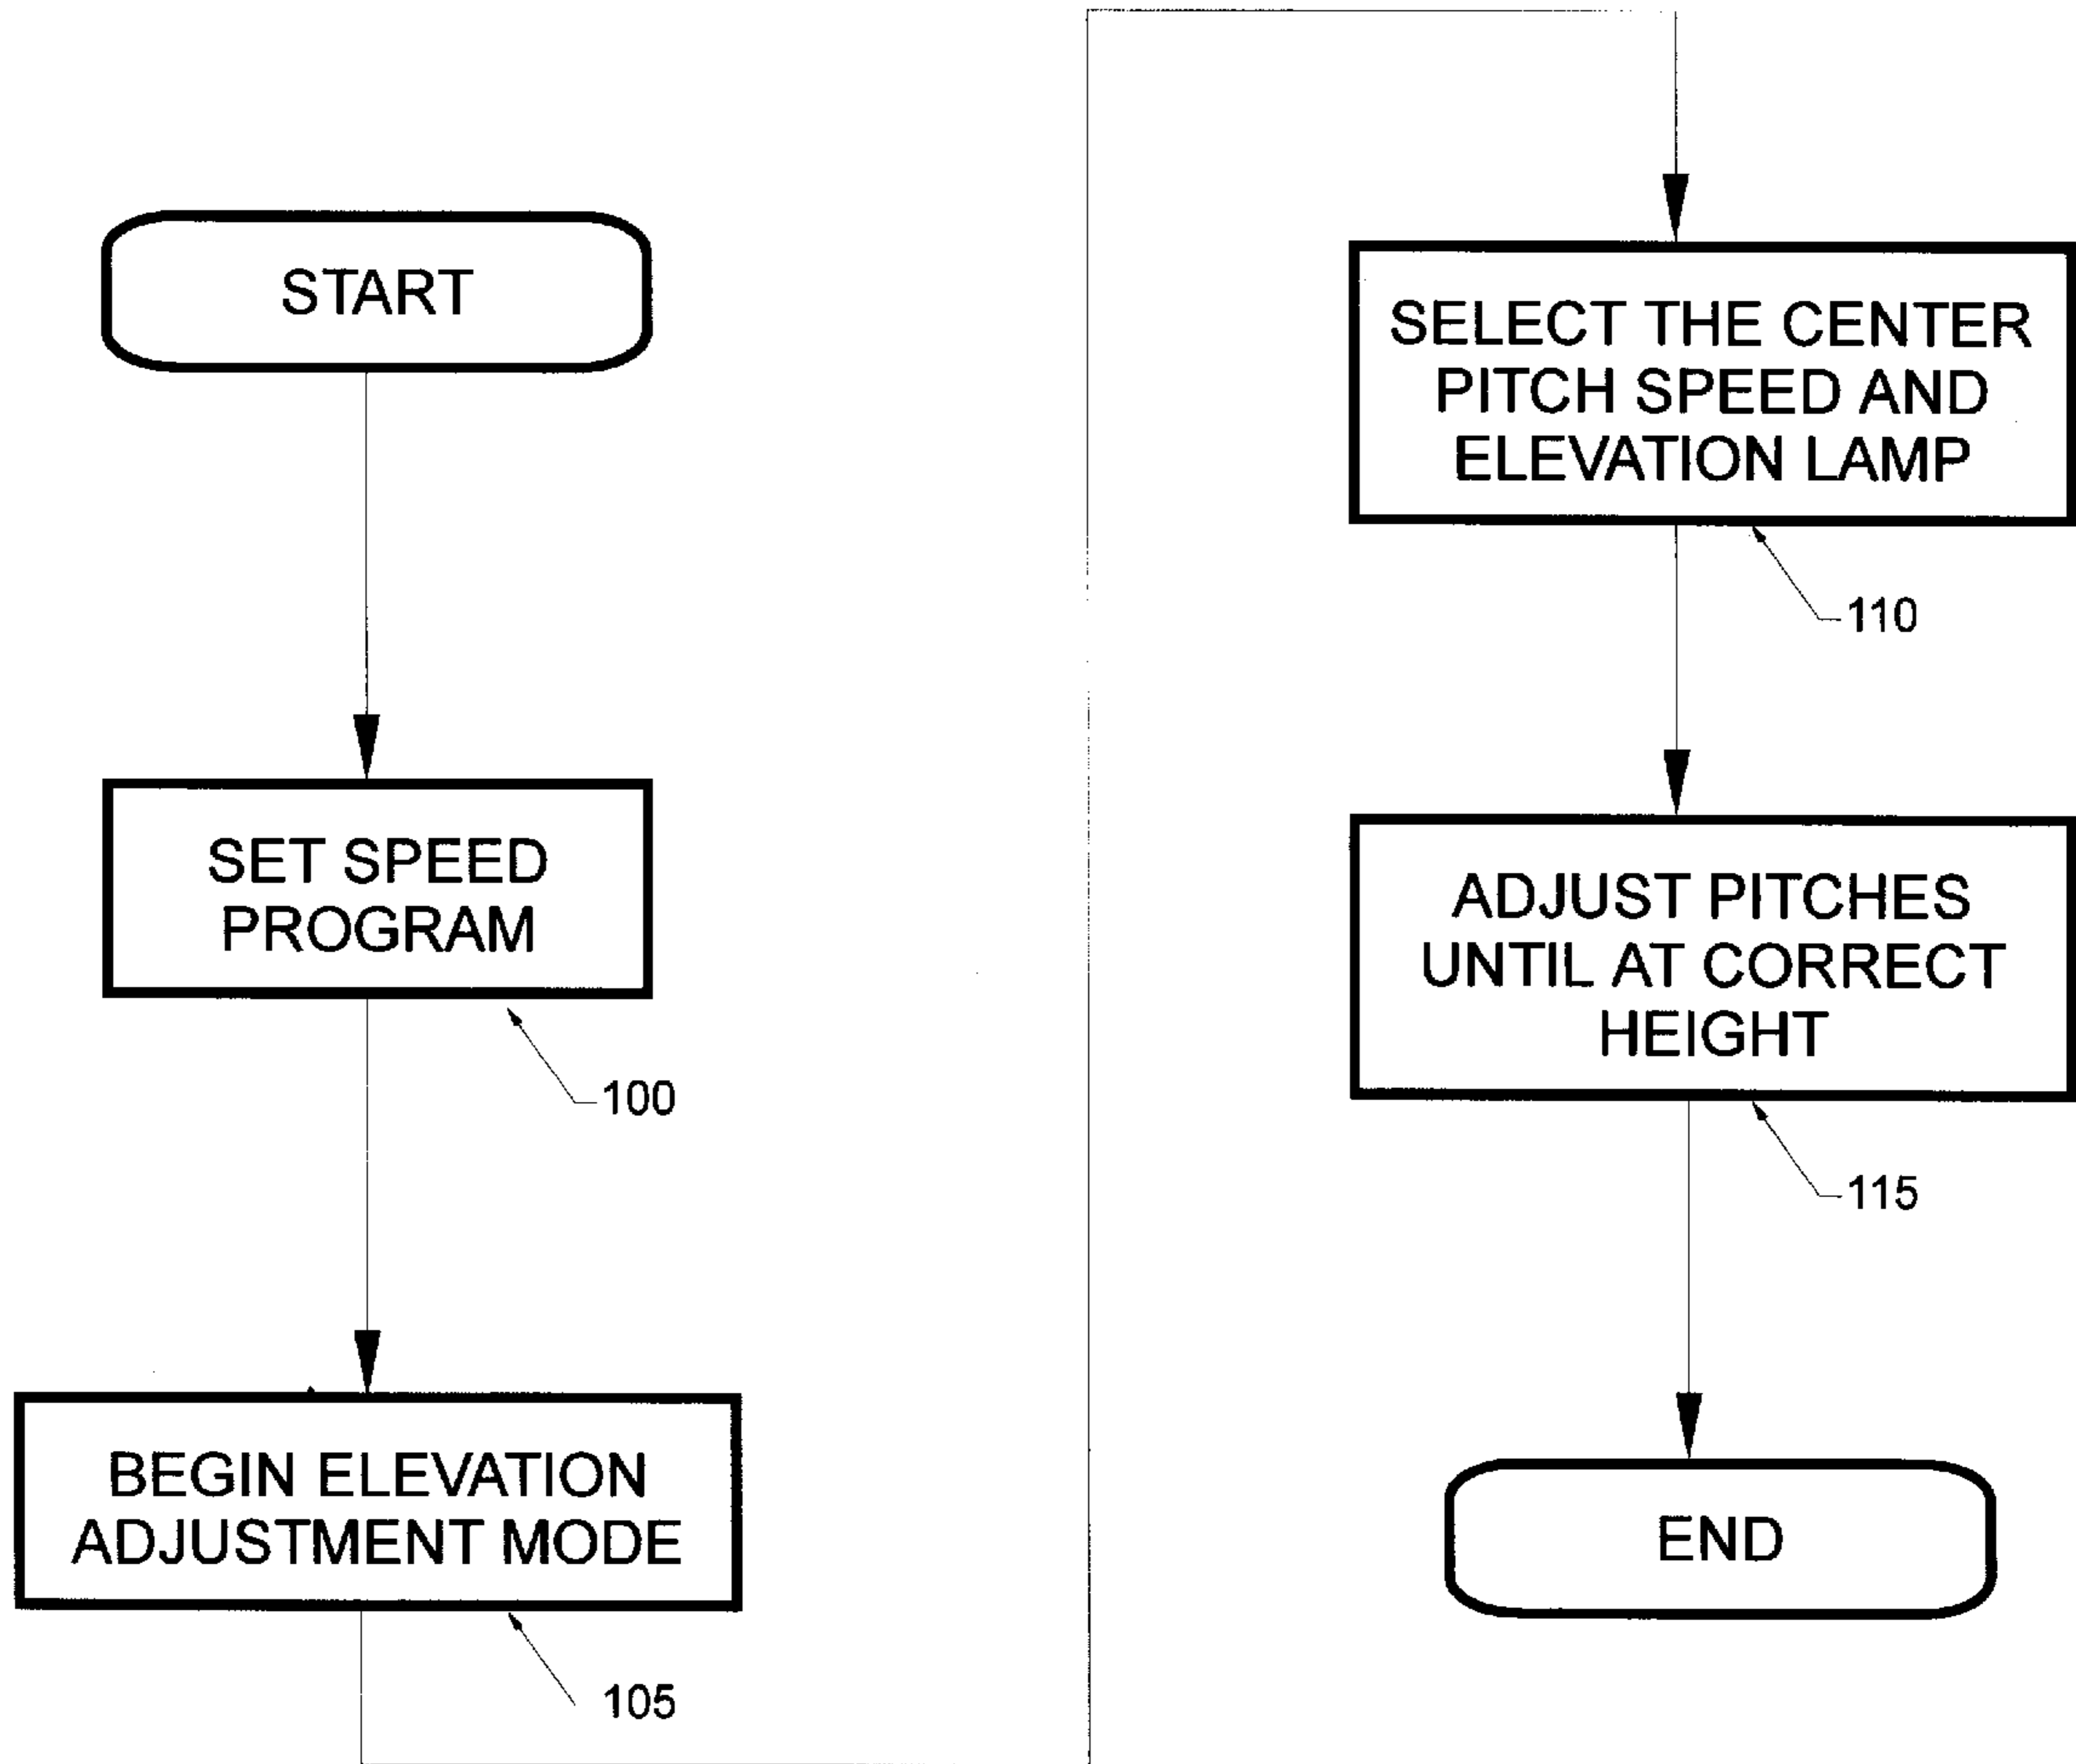 START
SET SPEED
PROGRAM
100
BEGIN ELEVATION
ADJUSTMENT MODE
105
SELECT THE CENTER
PITCH SPEED AND
ELEVATION LAMP
110
ADJUST PITCHES
UNTIL AT CORRECT
HEIGHT
115
END